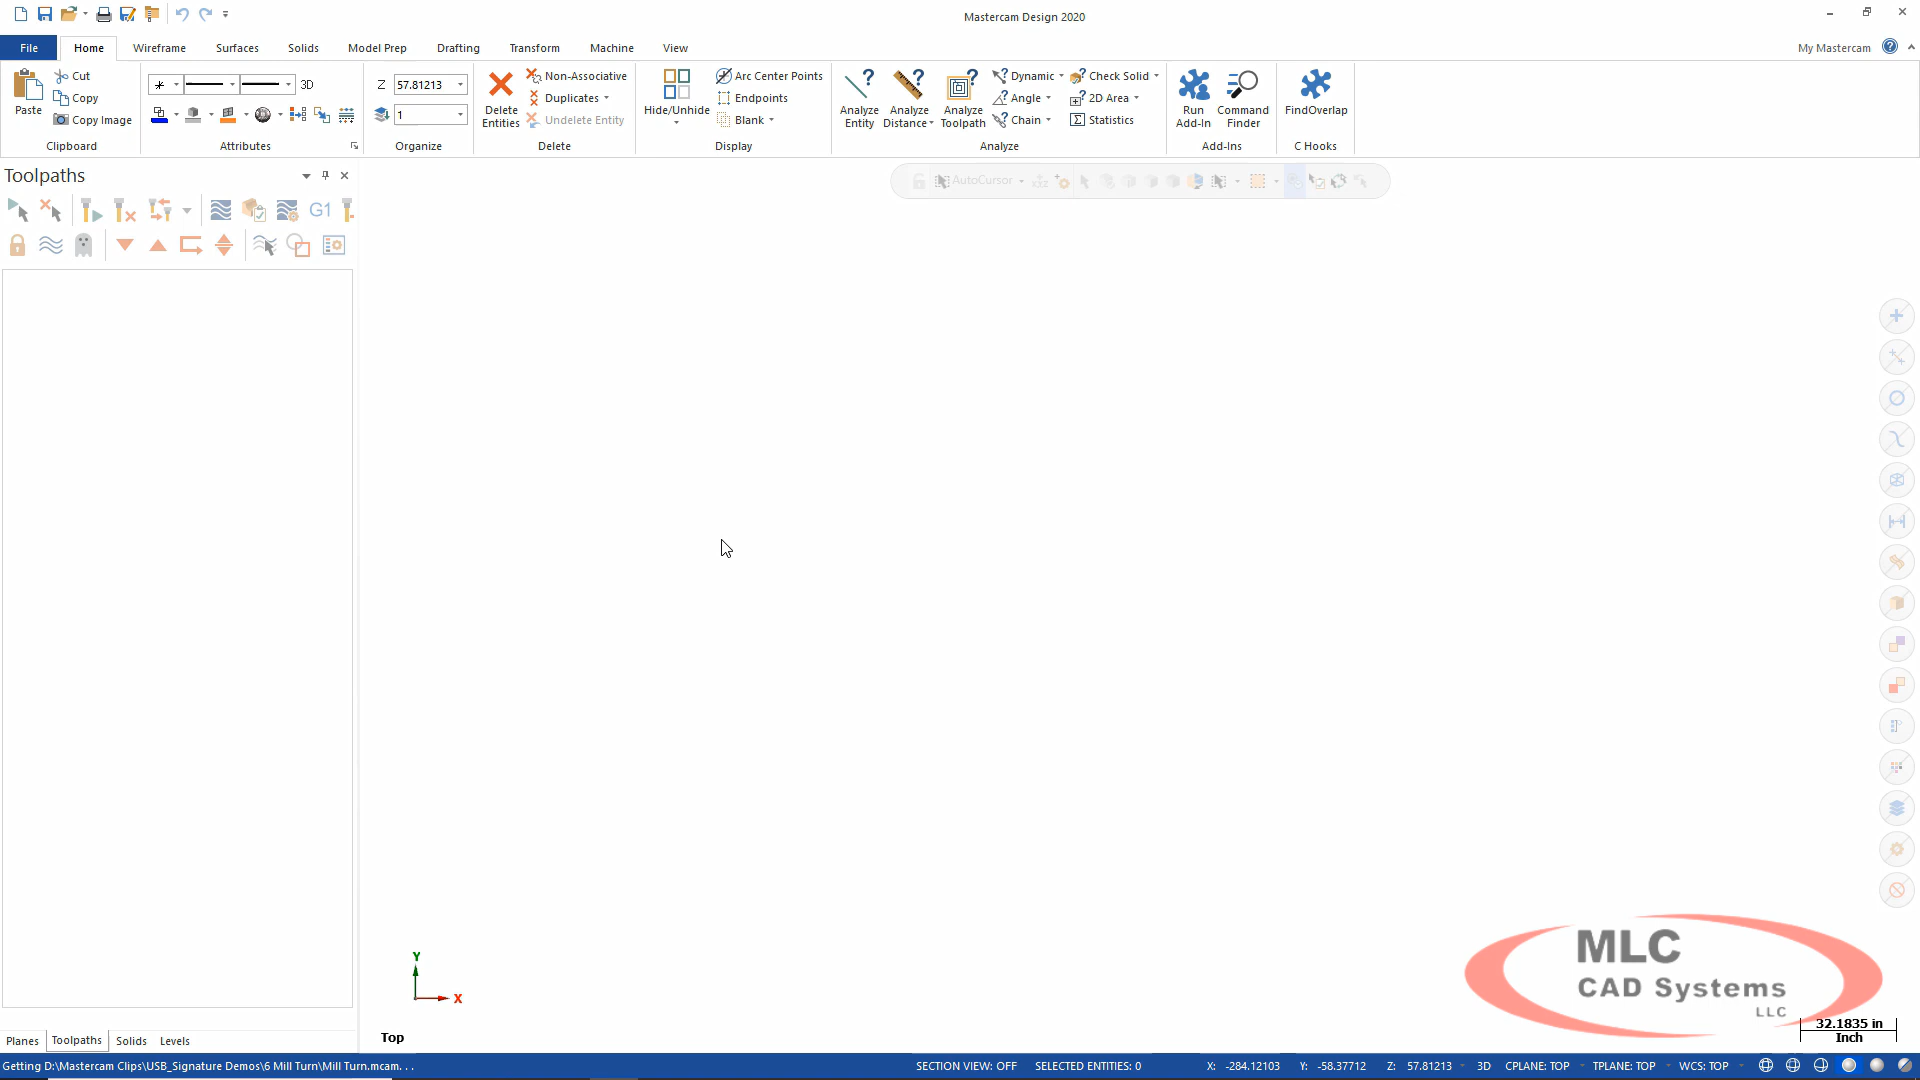 Mastercam Design 2020
File Home Wireframe Surfaces Solids Model Prep Drafting Transform Machine View My Mastercam
Paste
Cut
Copy
Copy Image
Clipboard
3D
Attributes
Z 57.81213
1
Organize
Delete Entities
Non-Associative
Duplicates
Undelete Entity
Delete
Hide/Unhide
Arc Center Points
Endpoints
Blank
Display
Analyze Entity
Analyze Distance
Analyze Toolpath
Dynamic
Angle
Chain
Check Solid
2D Area
Statistics
Analyze
Run Add-In
Command Finder
Add-Ins
FindOverlap
C Hooks
Toolpaths
AutoCursor
G1
Y
X
Top
MLC
CAD Systems
LLC
32.1835 in
Inch
Planes Toolpaths Solids Levels
Getting D:\Mastercam Clips\USB_Signature Demos\6 Mill Turn\Mill Turn.mcam. . .
SECTION VIEW: OFF SELECTED ENTITIES: 0 X: -284.12103 Y: -58.37712 Z: 57.81213 3D CPLANE: TOP TPLANE: TOP WCS: TOP